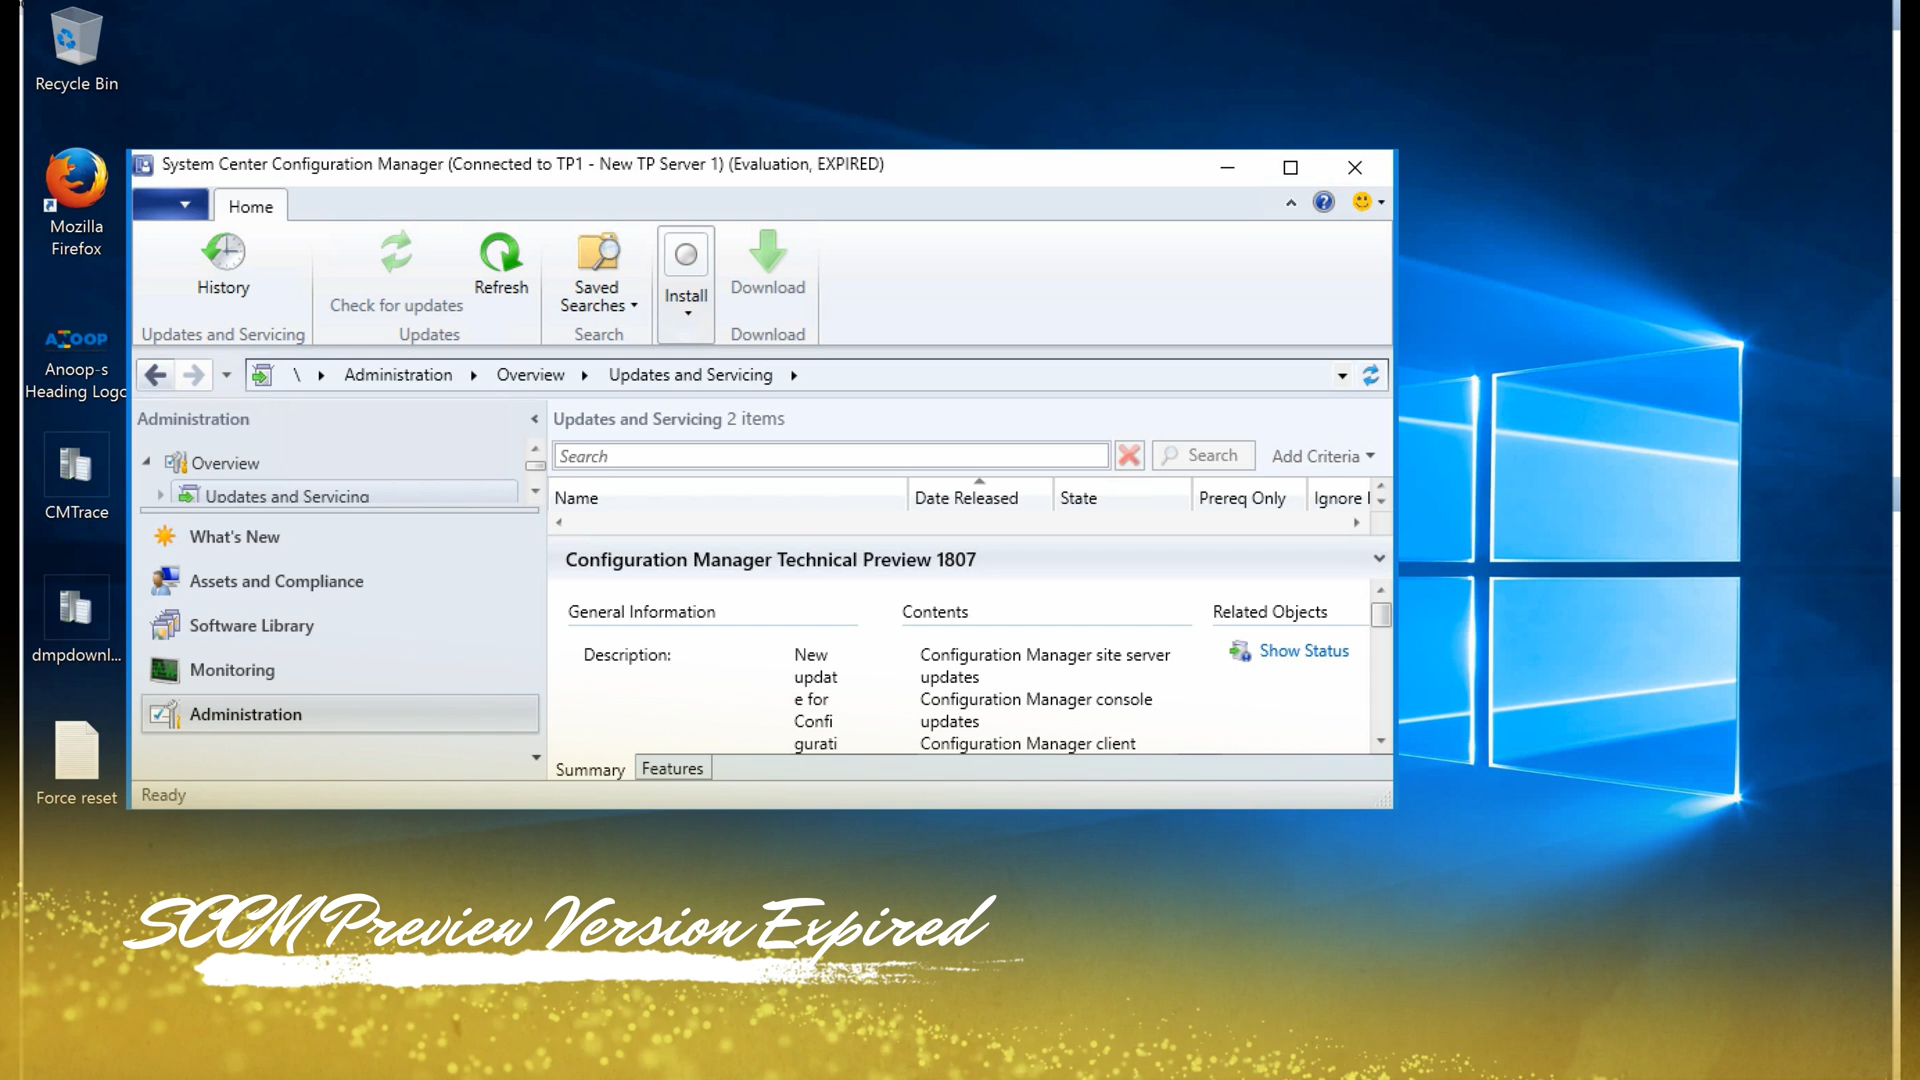 Recycle Bin
Mozilla
Firefox
ANOOP
Anoop-s
Heading Logo
CMTrace
dmpdownl...
Force reset
System Center Configuration Manager (Connected to TP1 - New TP Server 1) (Evaluation, EXPIRED)
Home
History
Check for updates
Refresh
Saved
Searches
Install
Download
Updates and Servicing
Updates
Search
Download
\ Administration Overview Updates and Servicing
Administration
Overview
Updates and Servicing
What's New
Assets and Compliance
Software Library
Monitoring
Administration
Updates and Servicing 2 items
Search
Search
Add Criteria
Name
Date Released
State
Prereq Only
Ignore
Configuration Manager Technical Preview 1807
General Information
Description:
New
updat
e for
Confi
gurati
Contents
Configuration Manager site server
updates
Configuration Manager console
updates
Configuration Manager client
Related Objects
Show Status
Summary
Features
Ready
SCCM Preview Version Expired